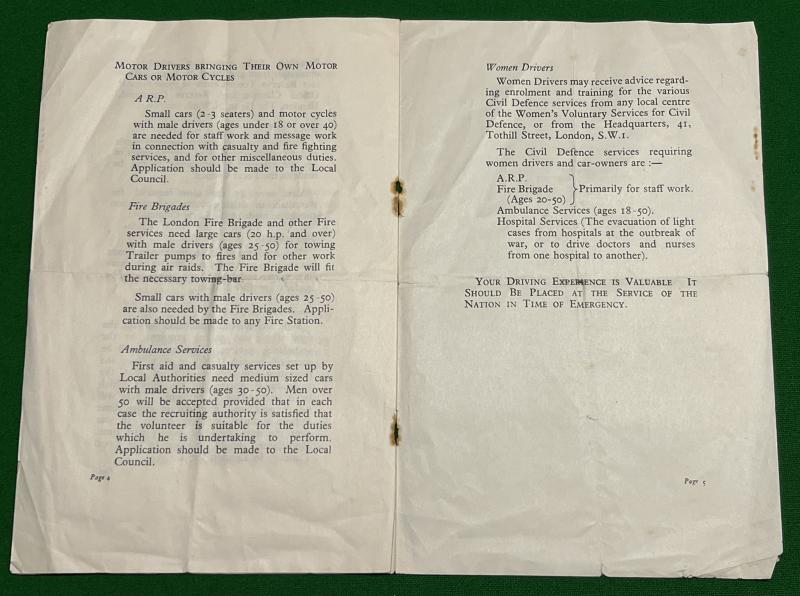 Motor Drivers bringing Their Own Motor
Cars or Motor Cycles
A R.P.
Small cars (2-3 seaters) and motor cycles
with male drivers (ages under 18 or over 40)
are needed for staff work and message work
in connection with casualty and fire fighting
services, and for other miscellaneous duties.
Application should be made to the Local
Council.
Fire Brigades
The London Fire Brigade and other Fire
services need large cars (20 h.p. and over)
with male drivers (ages 25-50) for towing
Trailer pumps to fires and for other work
during air raids. The Fire Brigade will fit
the necessary towing-bar
Small cars with male drivers (ages 25-50)
are also needed by the Fire Brigades. Appli-
cation should be made to any Fire Station.
Ambulance Services
First aid and casualty services set up by
Local Authorities need medium sized cars
with male drivers (ages 30-50). Men over
50 will be accepted provided that in each
case the recruiting authority is satisfied that
the volunteer is suitable for the duties
which he is undertaking to perform.
Application should be made to the Local
Council.
Page 4
Women Drivers
Women Drivers may receive advice regard-
ing enrolment and training for the various
Civil Defence services from any local centre
of the Women's Voluntary Services for Civil
Defence, or from the Headquarters, 41,
Tothill Street, London, S.W.1.
The Civil Defence services requiring
women drivers and car-owners are :—
A.R.P.
Fire Brigade } Primarily for staff work.
(Ages 20-50)
Ambulance Services (ages 18-50).
Hospital Services (The evacuation of light
cases from hospitals at the outbreak of
war, or to drive doctors and nurses
from one hospital to another).
Your Driving Experience is Valuable It
Should Be Placed at the Service of the
Nation in Time of Emergency.
Page 5